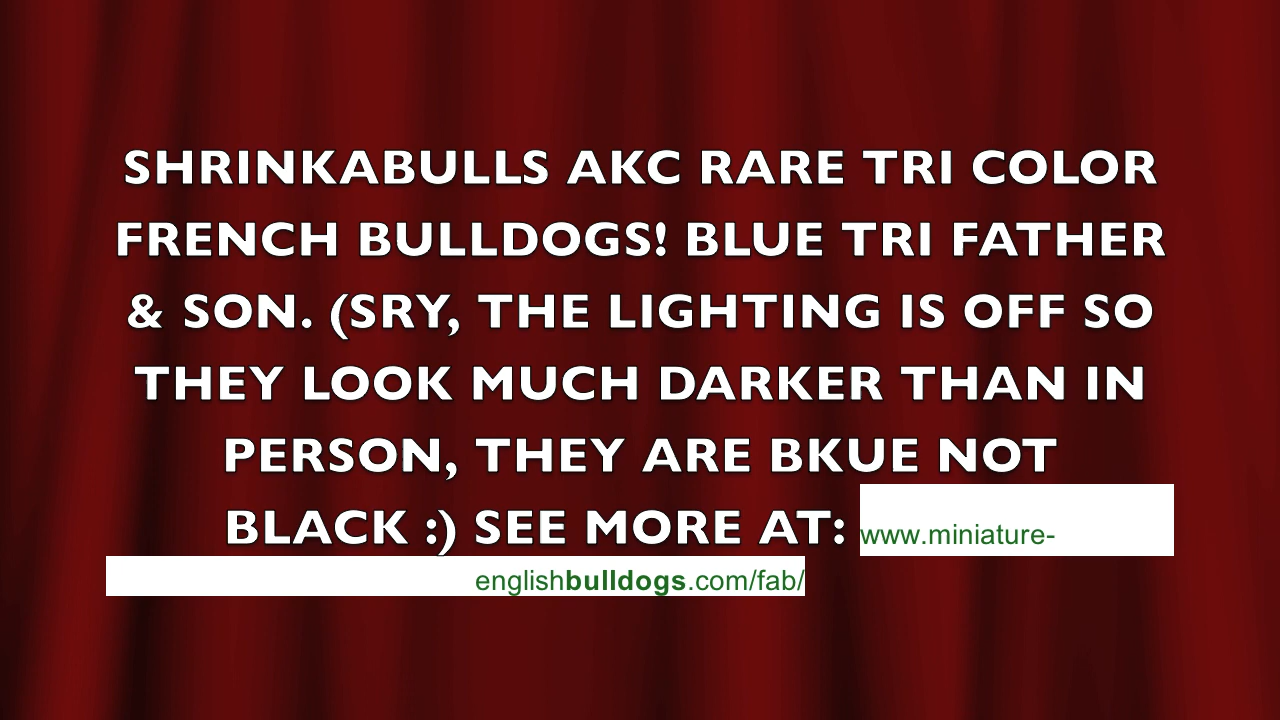 SHRINKABULLS AKC RARE TRI COLOR
FRENCH BULLDOGS! BLUE TRI FATHER
& SON. (SRY, THE LIGHTING IS OFF SO
THEY LOOK MUCH DARKER THAN IN
PERSON, THEY ARE BKUE NOT
BLACK :) SEE MORE AT: www.miniature-
englishbulldogs.com/fab/